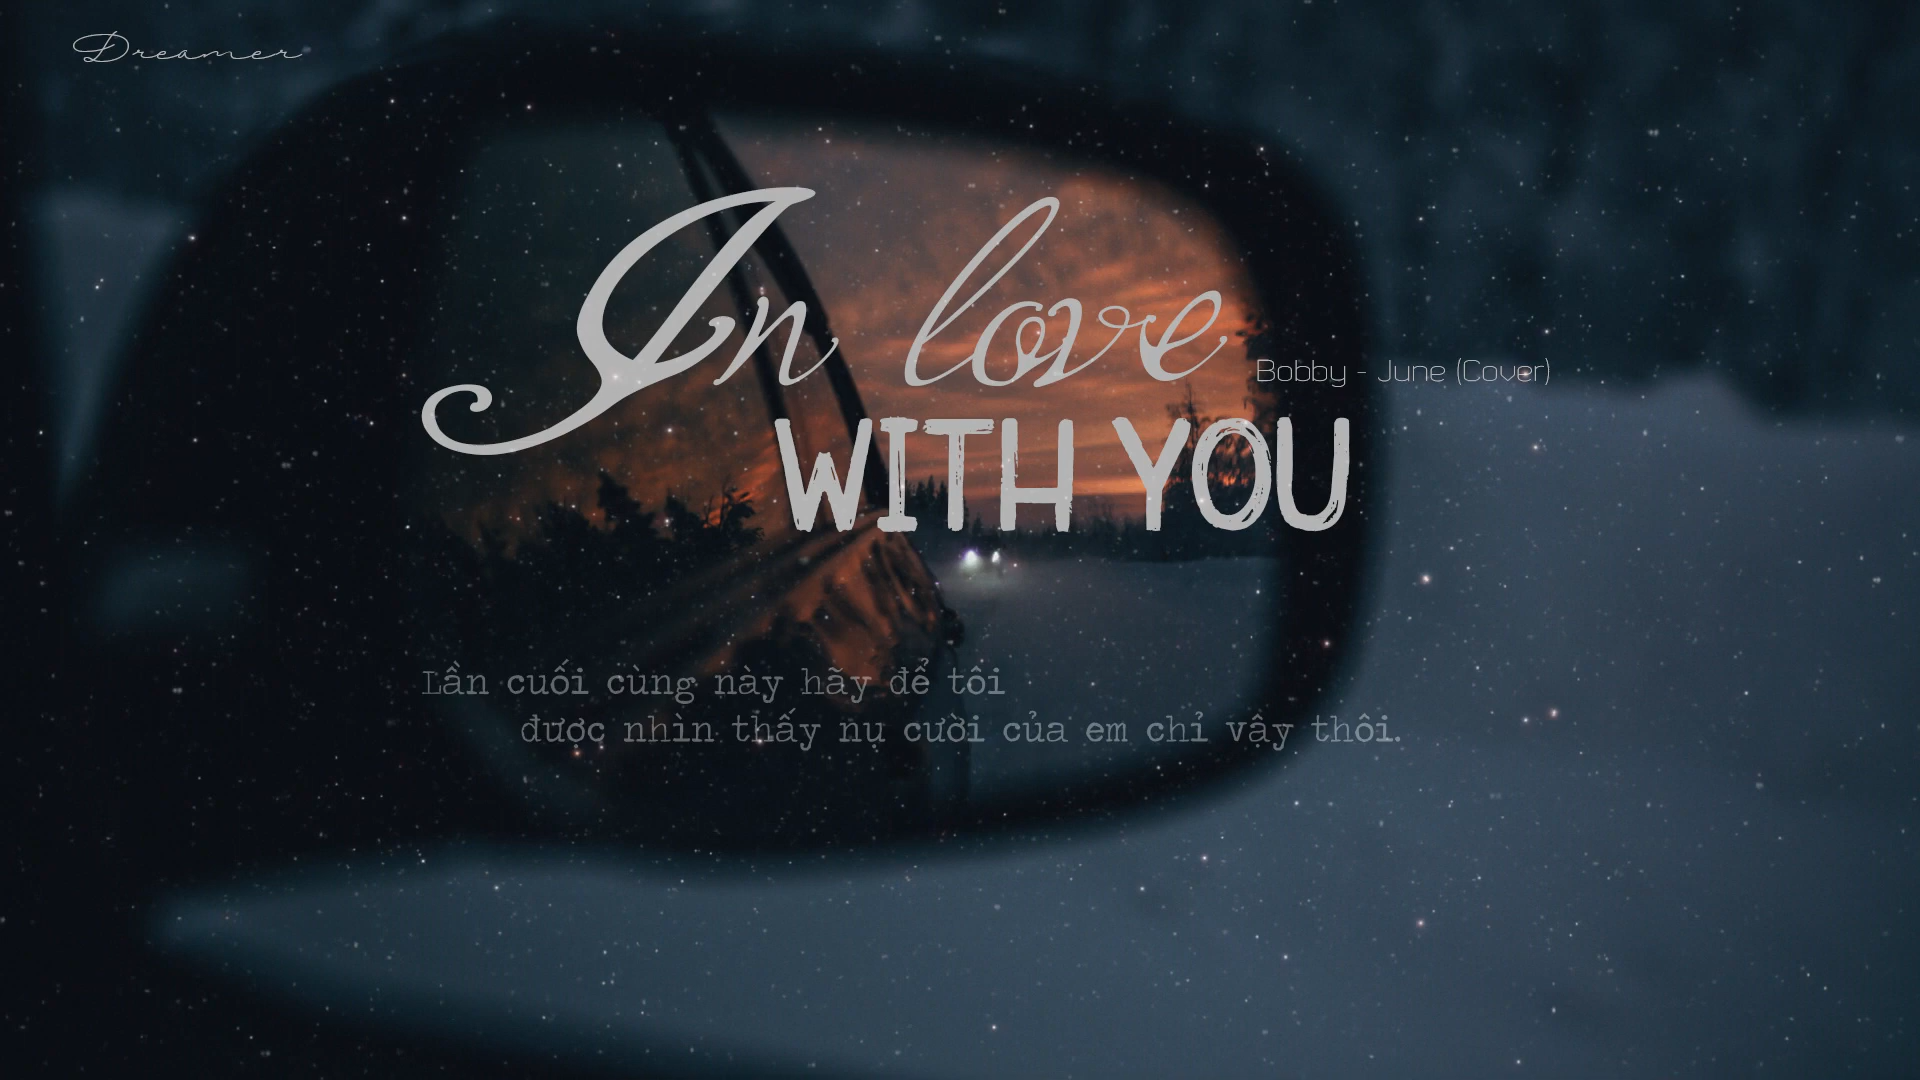 Dreamer
In love
Bobby - June (Cover)
WITH YOU
Lần cuối cùng này hãy để tôi
được nhìn thấy nụ cười của em chỉ vậy thôi.